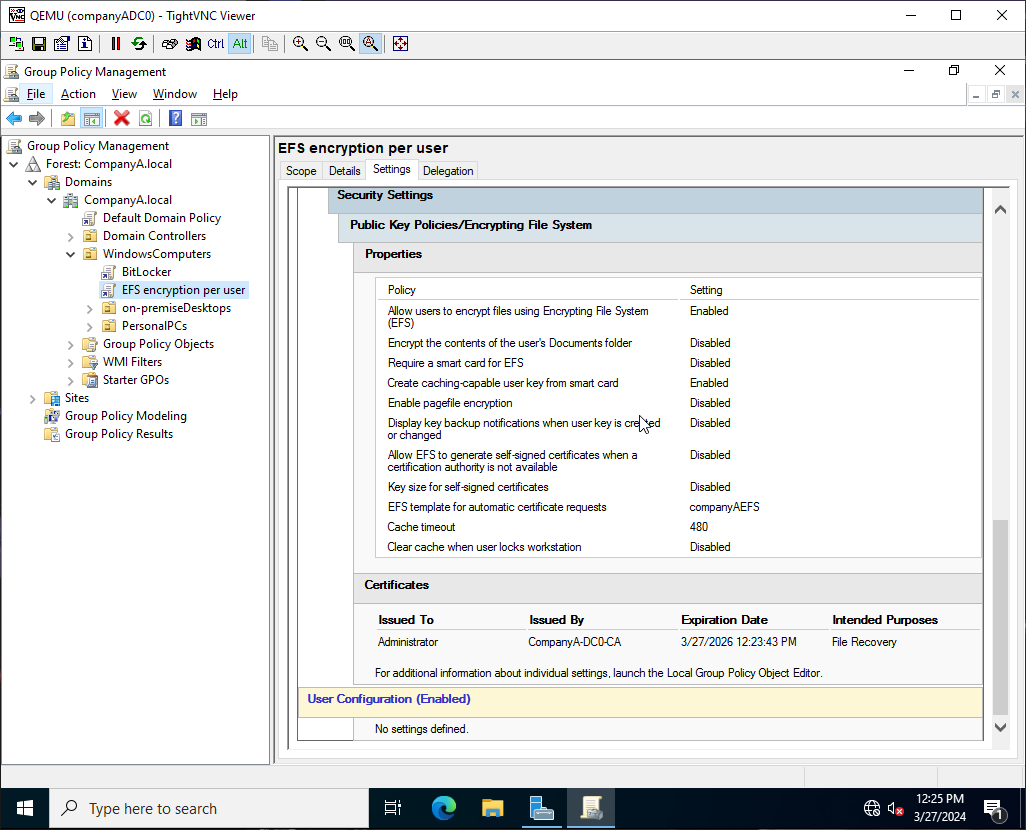 QEMU (companyADC0) - TightVNC Viewer
Ctrl Alt
Group Policy Management
File Action View Window Help
Group Policy Management
Forest: CompanyA.local
Domains
CompanyA.local
Default Domain Policy
Domain Controllers
WindowsComputers
BitLocker
EFS encryption per user
on-premiseDesktops
PersonalPCs
Group Policy Objects
WMI Filters
Starter GPOs
Sites
Group Policy Modeling
Group Policy Results
EFS encryption per user
Scope Details Settings Delegation
Security Settings
Public Key Policies/Encrypting File System
Properties
Policy Setting
Allow users to encrypt files using Encrypting File System Enabled
(EFS)
Encrypt the contents of the user's Documents folder Disabled
Require a smart card for EFS Disabled
Create caching-capable user key from smart card Enabled
Enable pagefile encryption Disabled
Display key backup notifications when user key is created Disabled
or changed
Allow EFS to generate self-signed certificates when a Disabled
certification authority is not available
Key size for self-signed certificates Disabled
EFS template for automatic certificate requests companyAEFS
Cache timeout 480
Clear cache when user locks workstation Disabled
Certificates
Issued To Issued By Expiration Date Intended Purposes
Administrator CompanyA-DC0-CA 3/27/2026 12:23:43 PM File Recovery
For additional information about individual settings, launch the Local Group Policy Object Editor.
User Configuration (Enabled)
No settings defined.
Type here to search
12:25 PM
3/27/2024
1